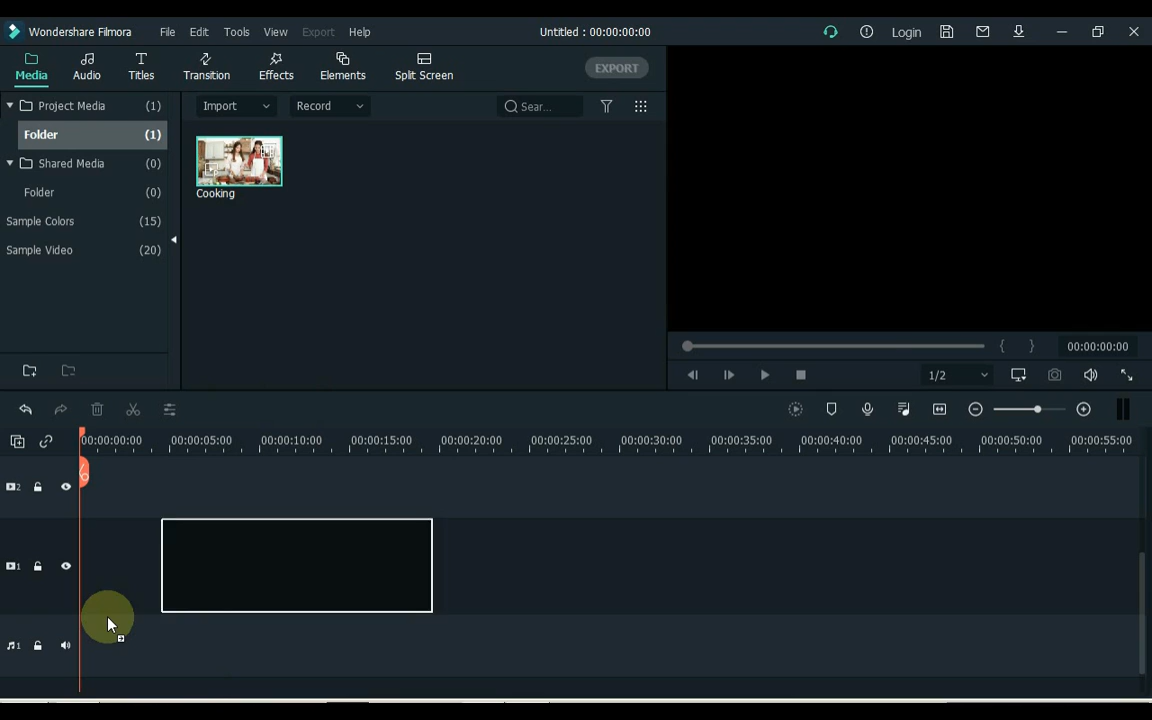 Wondershare Filmora File Edit Tools View Export Help Untitled : 00:00:00:00 Login
Media Audio Titles Transition Effects Elements Split Screen EXPORT
Project Media (1) Import Record Sear...
Folder (1)
Shared Media (0)
Folder (0)
Cooking
Sample Colors (15)
Sample Video (20)
{ } 00:00:00:00
1/2
00:00:00:00 00:00:05:00 00:00:10:00 00:00:15:00 00:00:20:00 00:00:25:00 00:00:30:00 00:00:35:00 00:00:40:00 00:00:45:00 00:00:50:00 00:00:55:00
2
1
1